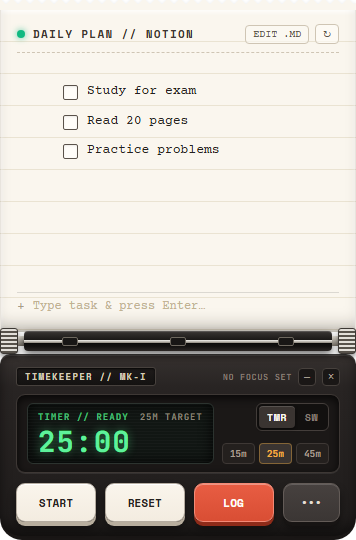 DAILY PLAN // NOTION EDIT .MD ↻
Study for exam
Read 20 pages
Practice problems
+ Type task & press Enter…
TIMEKEEPER // MK-I NO FOCUS SET – ×
TIMER // READY 25M TARGET TMR SW
25:00 15m 25m 45m
START RESET LOG •••